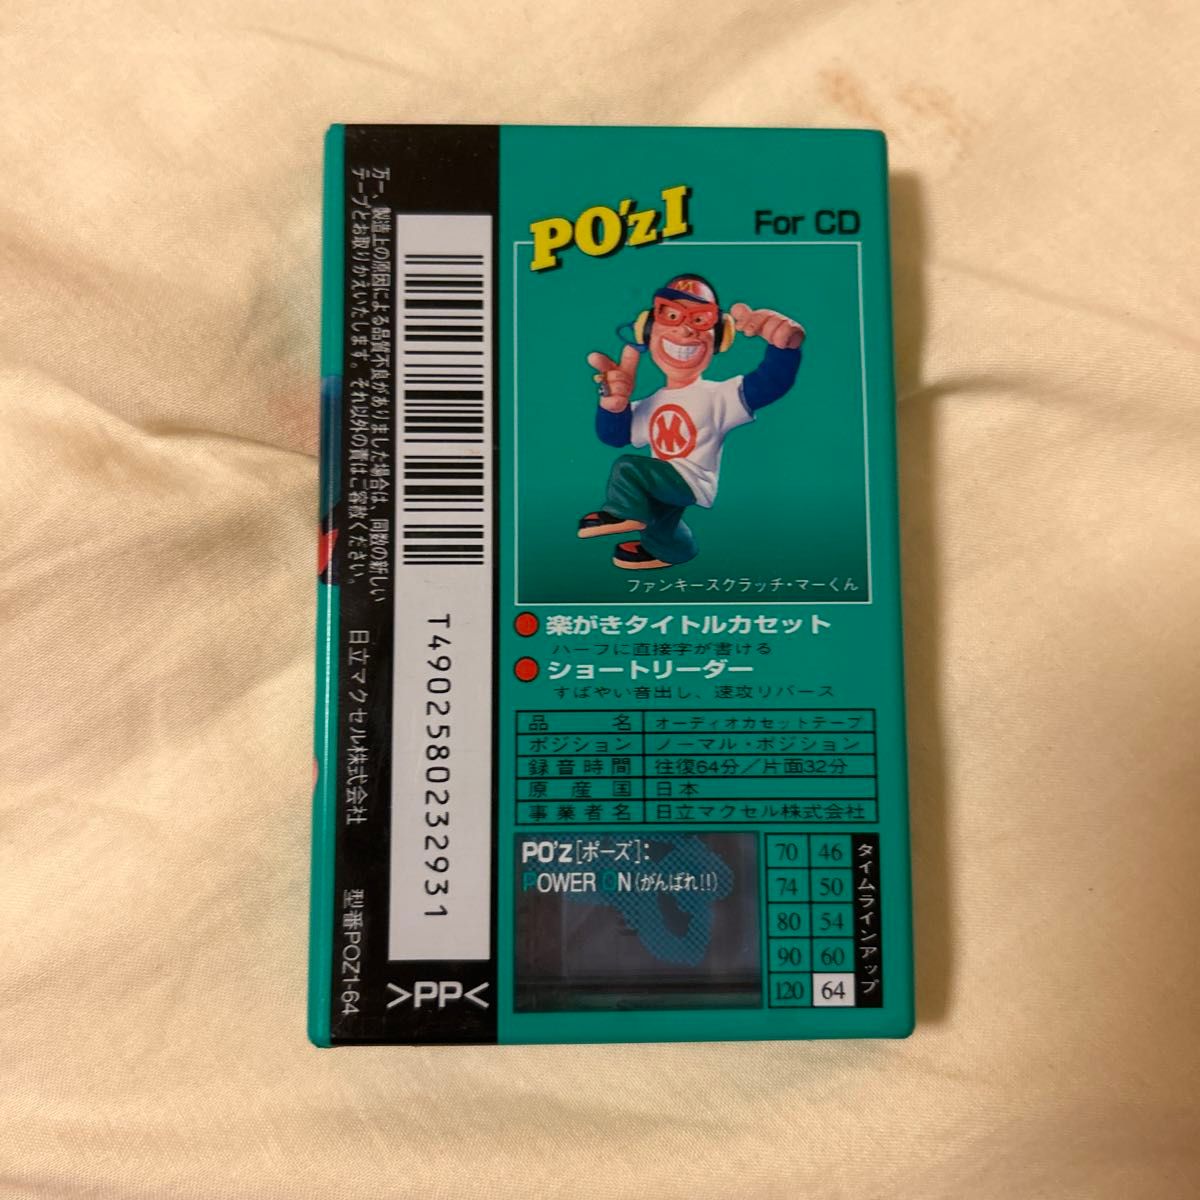 PO'z I
For CD
M
ファンキースクラッチ・マーくん
楽がきタイトルカセット
ハーフに直接字が書ける
ショートリーダー
すばやい音出し、速攻リバース
品名 オーディオカセットテープ
ポジション ノーマル・ポジション
録音時間 往復64分／片面32分
原産国 日本
事業者名 日立マクセル株式会社
PO'z[ポーズ]:
POWER ON(がんばれ!!)
タイムラインアップ
70 46
74 50
80 54
90 60
120 64
万一、製造上の原因による品質不良がありました場合は、同数の新しい
テープとお取りかえいたします。それ以外の責はご容赦ください。
日立マクセル株式会社
型番POZ1-64
T4902580232931
>PP<